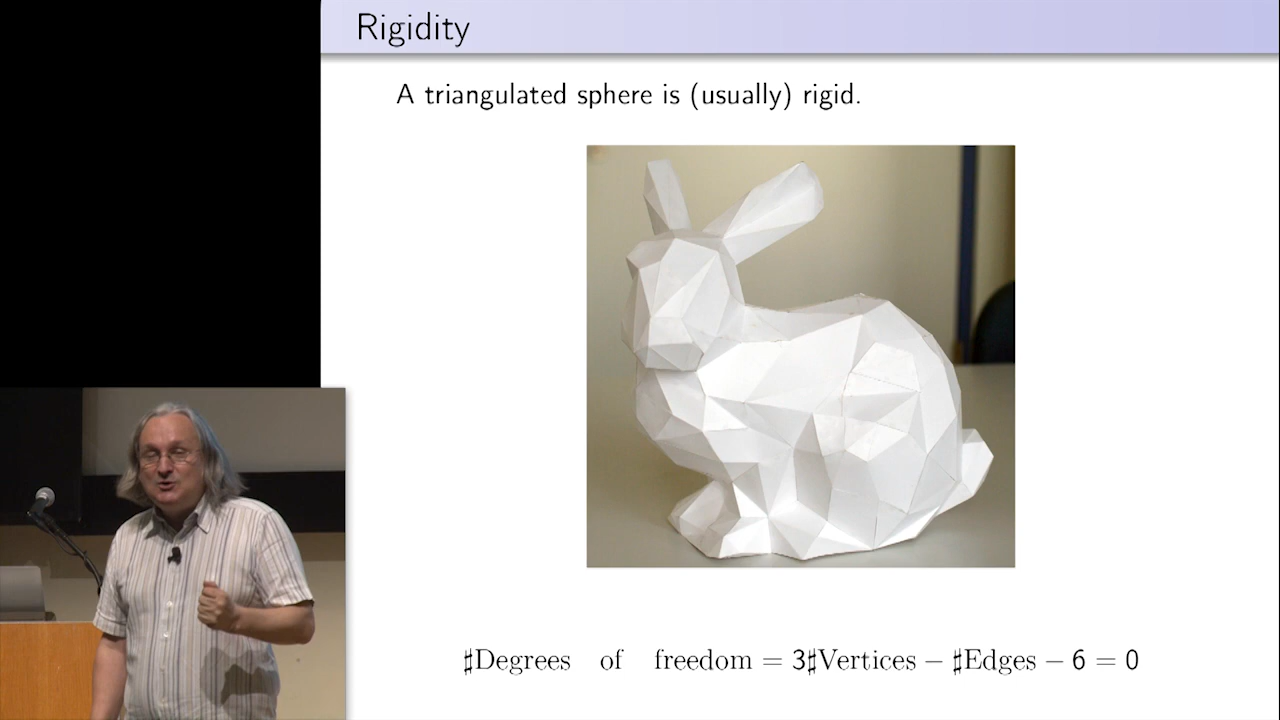 Rigidity
A triangulated sphere is (usually) rigid.
♯Degrees of freedom = 3♯Vertices − ♯Edges − 6 = 0